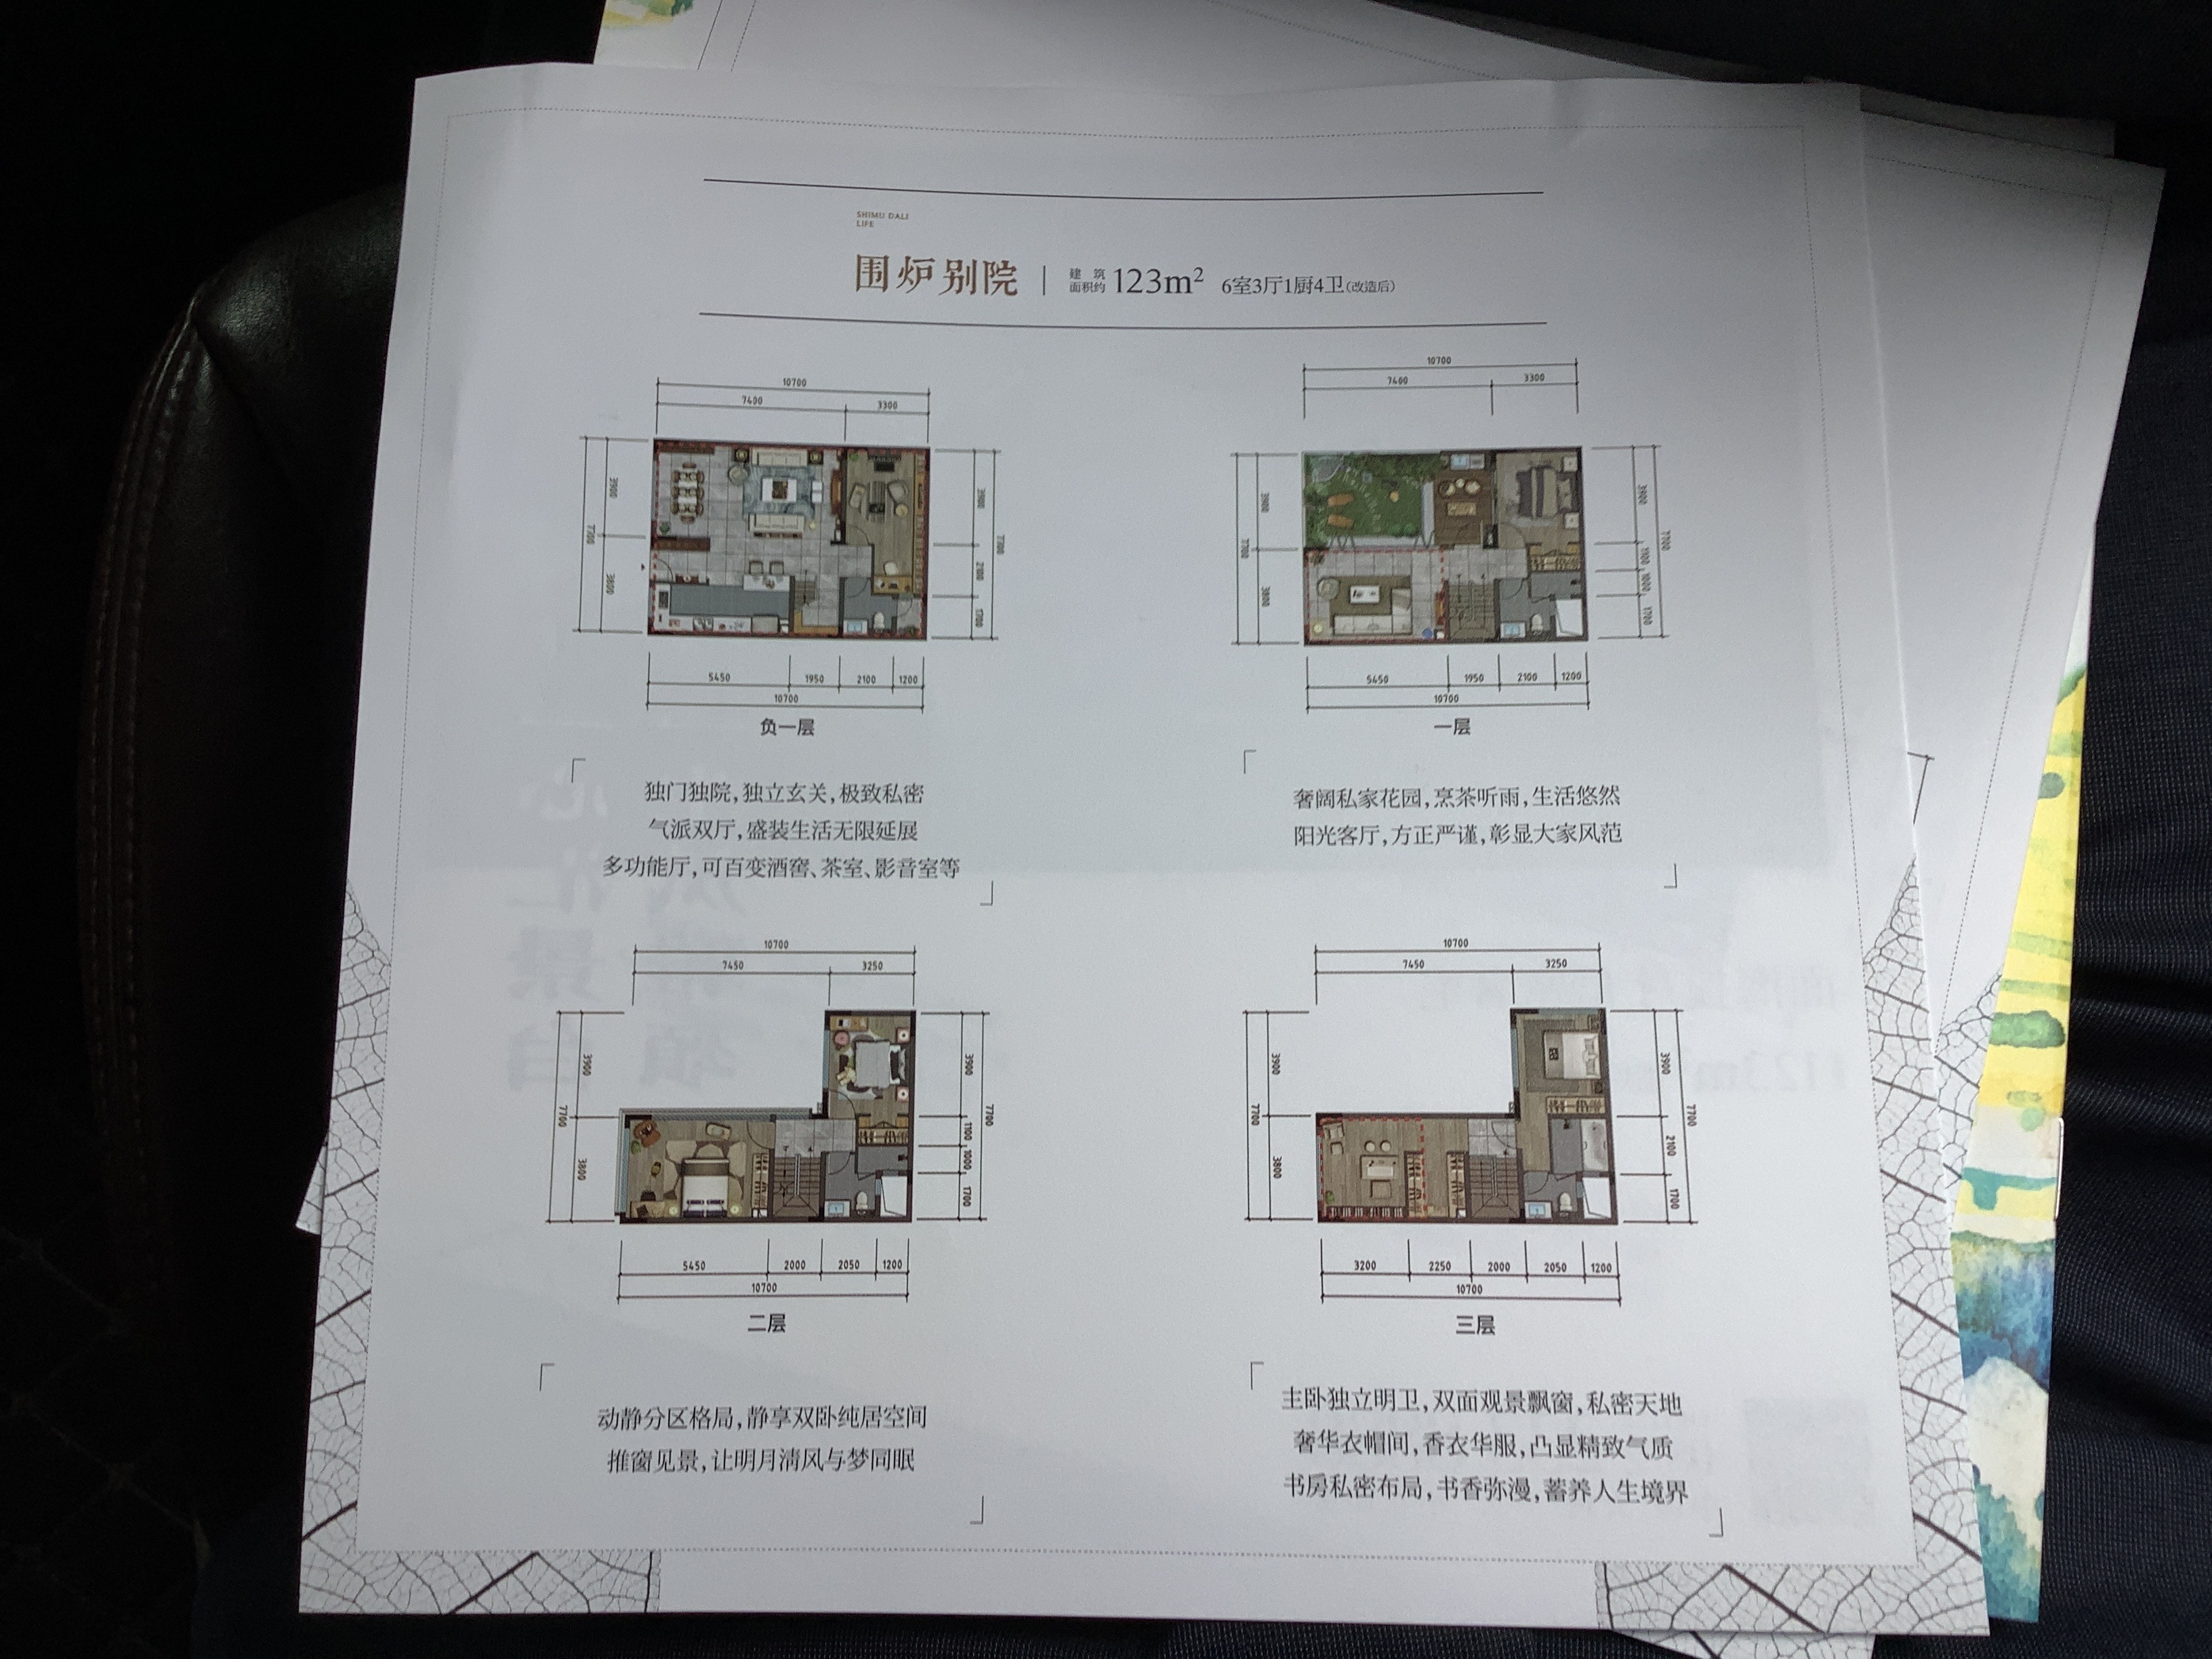 SHIMU DALI
LIFE
围炉别院
建筑
面积约
123m²
6室3厅1厨4卫(改造后)
10700
7400 3300
3900
3800
7700
3900
2100
1700
7700
5450 1950 2100 1200
10700
负一层
独门独院,独立玄关,极致私密
气派双厅,盛装生活无限延展
多功能厅,可百变酒窖、茶室、影音室等
10700
7400 3300
3900
3800
7700
3900
1100
1000
1700
7700
5450 1950 2100 1200
10700
一层
奢阔私家花园,烹茶听雨,生活悠然
阳光客厅,方正严谨,彰显大家风范
10700
7450 3250
3900
3800
7700
3900
1100
1000
1700
7700
5450 2000 2050 1200
10700
二层
动静分区格局,静享双卧纯居空间
推窗见景,让明月清风与梦同眠
10700
7450 3250
3900
3800
7700
3900
2100
1700
7700
3200 2250 2000 2050 1200
10700
三层
主卧独立明卫,双面观景飘窗,私密天地
奢华衣帽间,香衣华服,凸显精致气质
书房私密布局,书香弥漫,蓄养人生境界